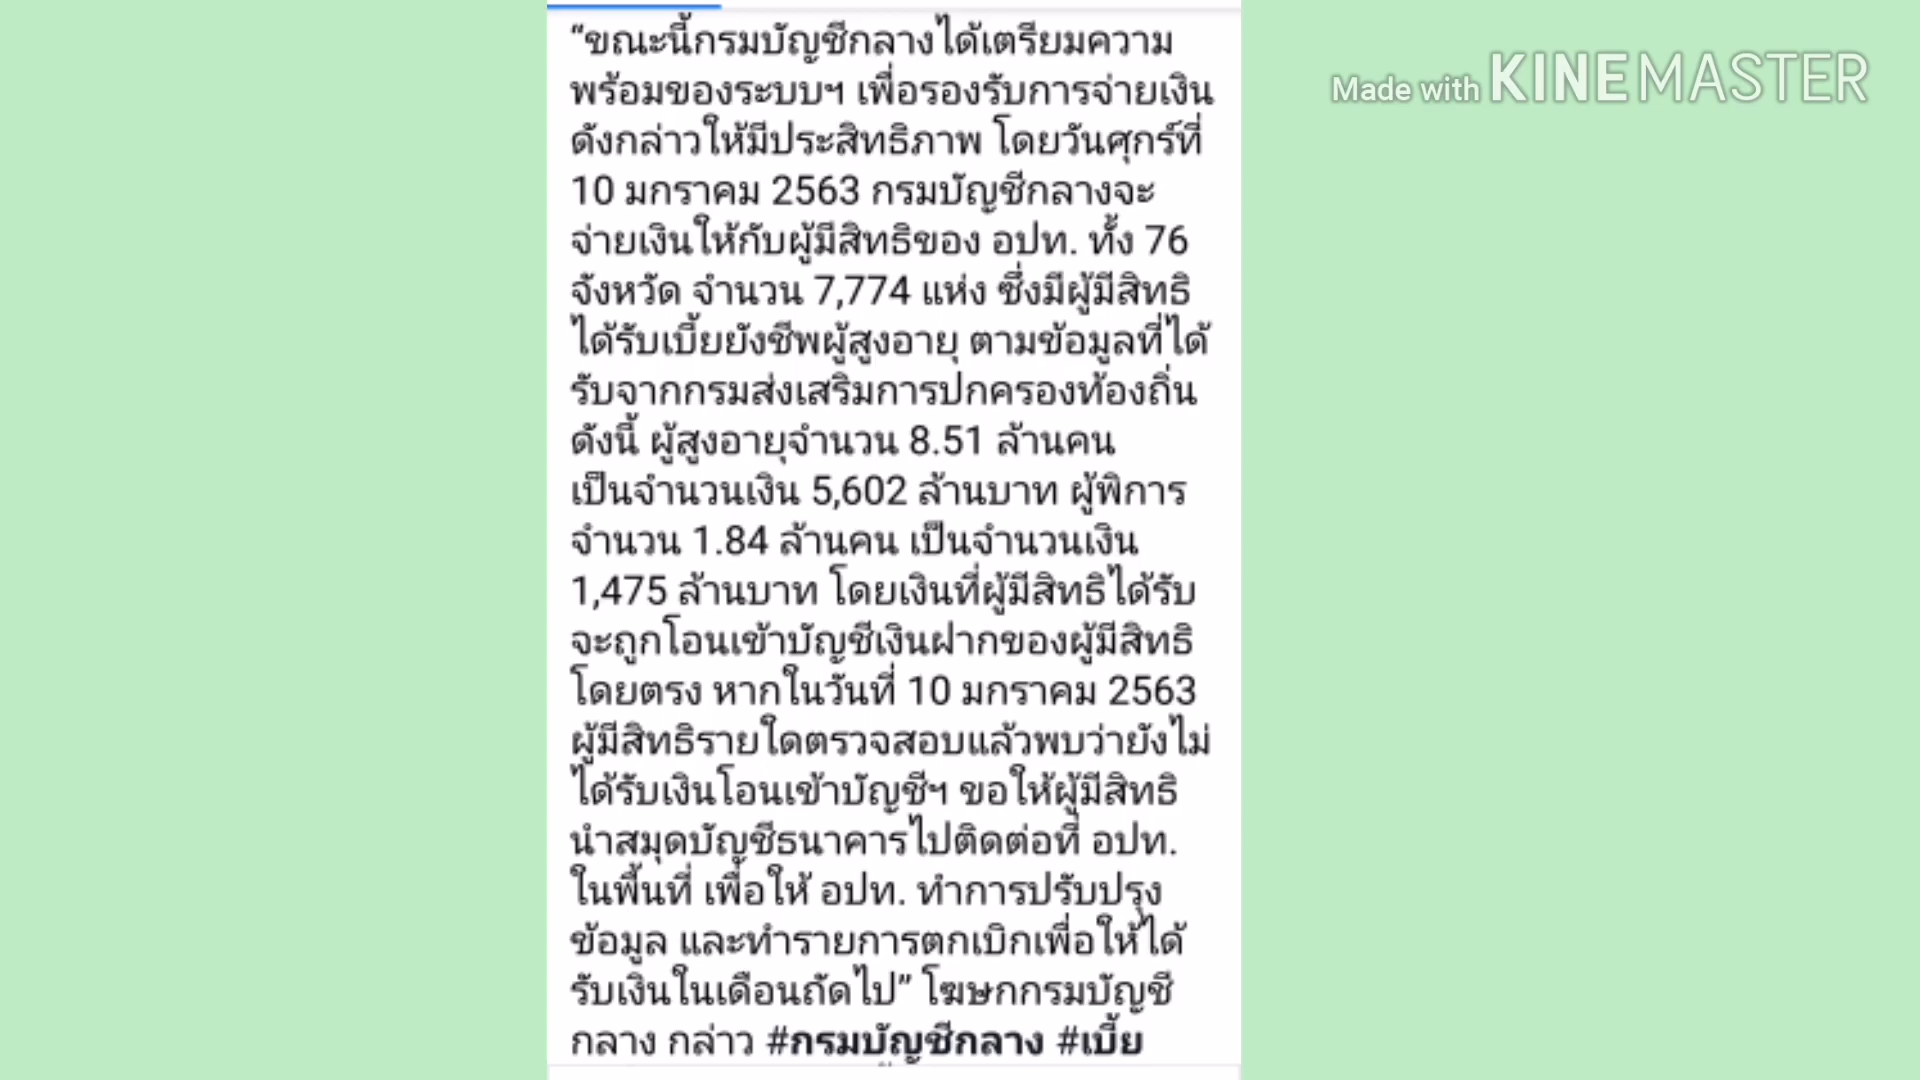 “ขณะนี้กรมบัญชีกลางได้เตรียมความ
พร้อมของระบบฯ เพื่อรองรับการจ่ายเงิน
ดังกล่าวให้มีประสิทธิภาพ โดยวันศุกร์ที่
10 มกราคม 2563 กรมบัญชีกลางจะ
จ่ายเงินให้กับผู้มีสิทธิของ อปท. ทั้ง 76
จังหวัด จำนวน 7,774 แห่ง ซึ่งมีผู้มีสิทธิ
ได้รับเบี้ยยังชีพผู้สูงอายุ ตามข้อมูลที่ได้
รับจากกรมส่งเสริมการปกครองท้องถิ่น
ดังนี้ ผู้สูงอายุจำนวน 8.51 ล้านคน
เป็นจำนวนเงิน 5,602 ล้านบาท ผู้พิการ
จำนวน 1.84 ล้านคน เป็นจำนวนเงิน
1,475 ล้านบาท โดยเงินที่ผู้มีสิทธิได้รับ
จะถูกโอนเข้าบัญชีเงินฝากของผู้มีสิทธิ
โดยตรง หากในวันที่ 10 มกราคม 2563
ผู้มีสิทธิรายใดตรวจสอบแล้วพบว่ายังไม่
ได้รับเงินโอนเข้าบัญชีฯ ขอให้ผู้มีสิทธิ
นำสมุดบัญชีธนาคารไปติดต่อที่ อปท.
ในพื้นที่ เพื่อให้ อปท. ทำการปรับปรุง
ข้อมูล และทำรายการตกเบิกเพื่อให้ได้
รับเงินในเดือนถัดไป” โฆษกกรมบัญชี
กลาง กล่าว #กรมบัญชีกลาง #เบี้ย
Made with KINEMASTER